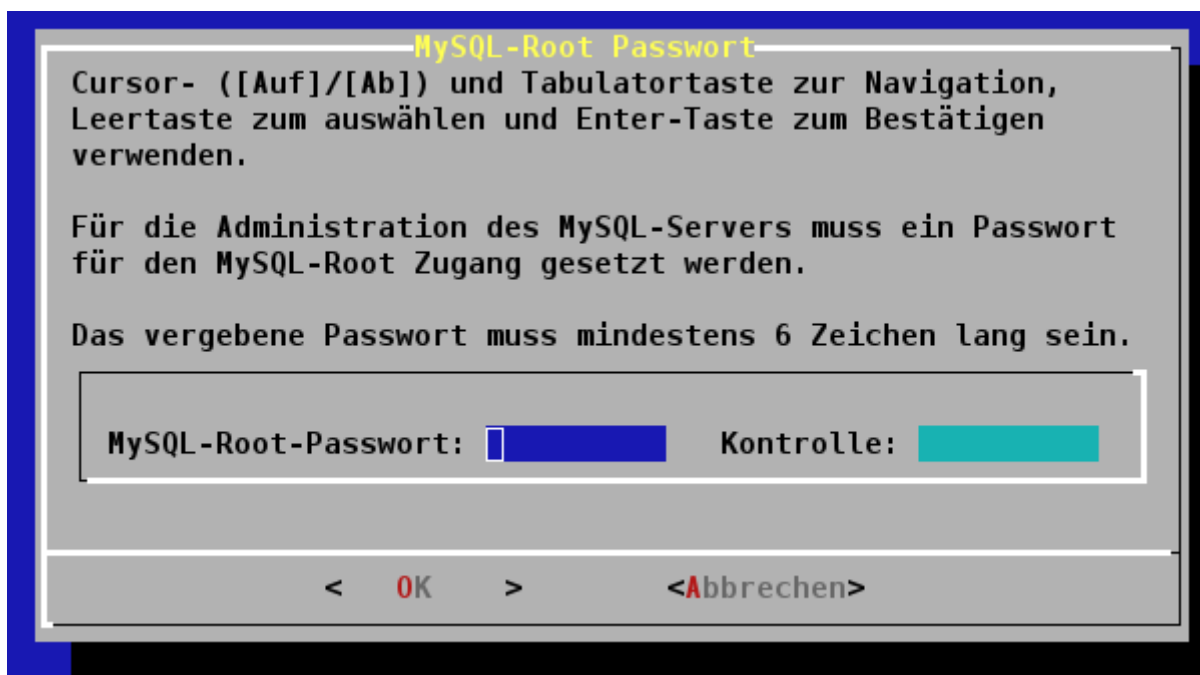 MySQL-Root Passwort
Cursor- ([Auf]/[Ab]) und Tabulatortaste zur Navigation,
Leertaste zum auswählen und Enter-Taste zum Bestätigen
verwenden.
Für die Administration des MySQL-Servers muss ein Passwort
für den MySQL-Root Zugang gesetzt werden.
Das vergebene Passwort muss mindestens 6 Zeichen lang sein.
MySQL-Root-Passwort: Kontrolle:
< OK > <Abbrechen>